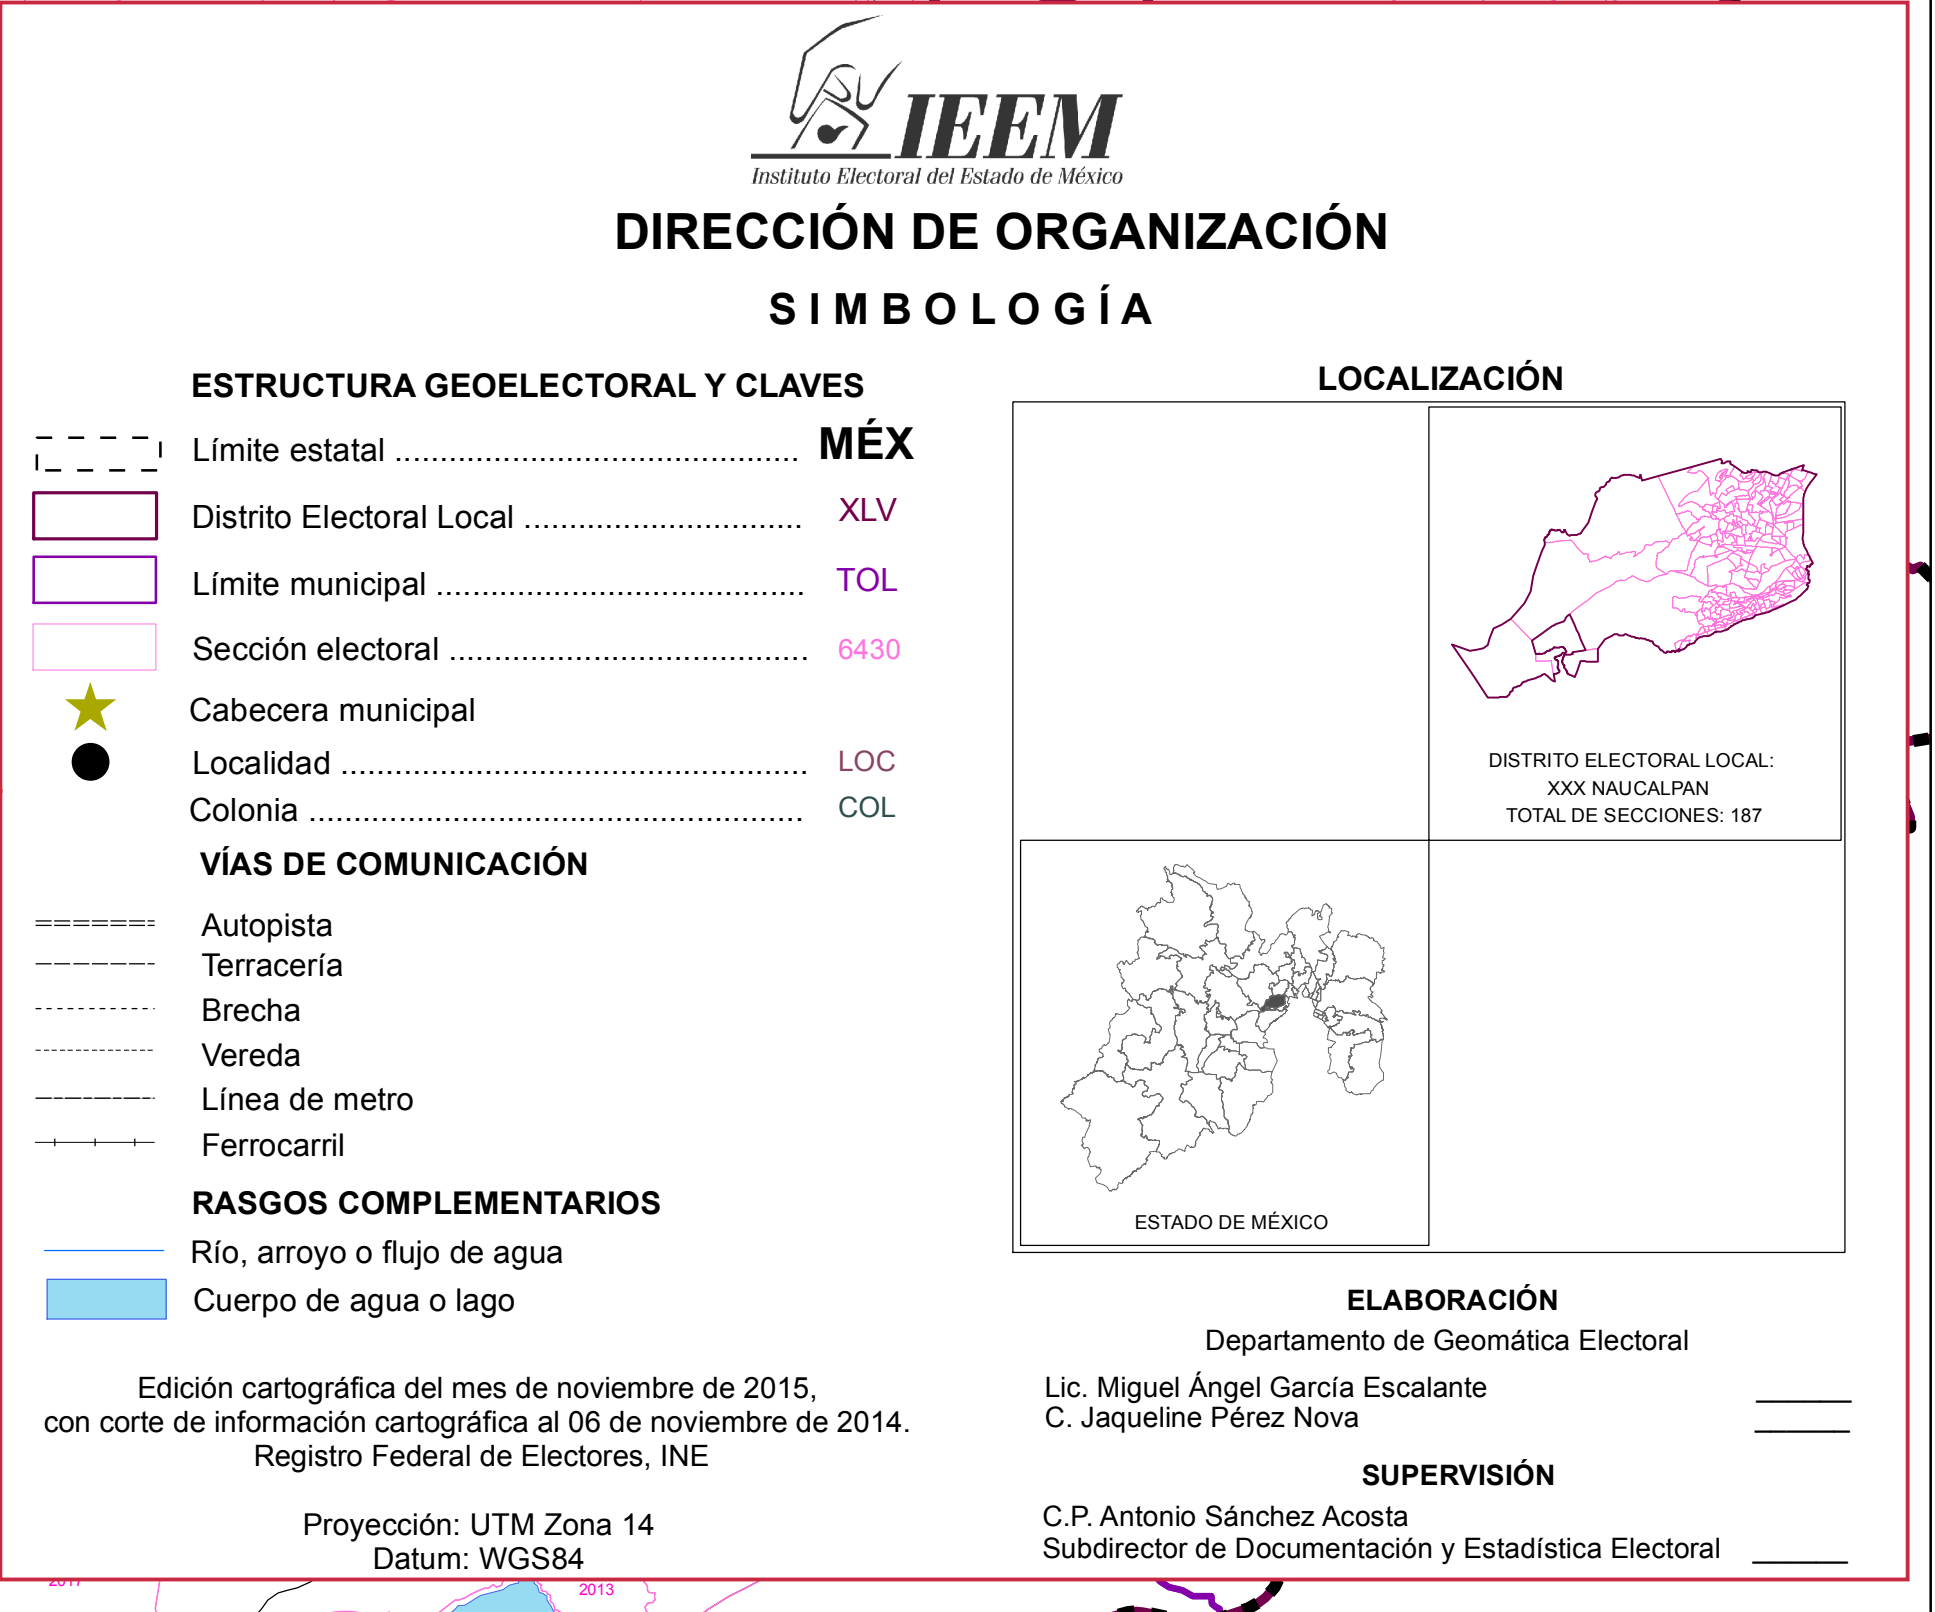 IEEM
Instituto Electoral del Estado de México
DIRECCIÓN DE ORGANIZACIÓN
SIMBOLOGÍA
ESTRUCTURA GEOELECTORAL Y CLAVES
Límite estatal ............................................. MÉX
Distrito Electoral Local ............................... XLV
Límite municipal ......................................... TOL
Sección electoral ........................................ 6430
Cabecera municipal
Localidad .................................................... LOC
Colonia ....................................................... COL
VÍAS DE COMUNICACIÓN
Autopista
Terracería
Brecha
Vereda
Línea de metro
Ferrocarril
RASGOS COMPLEMENTARIOS
Río, arroyo o flujo de agua
Cuerpo de agua o lago
Edición cartográfica del mes de noviembre de 2015,
con corte de información cartográfica al 06 de noviembre de 2014.
Registro Federal de Electores, INE
Proyección: UTM Zona 14
Datum: WGS84
LOCALIZACIÓN
DISTRITO ELECTORAL LOCAL:
XXX NAUCALPAN
TOTAL DE SECCIONES: 187
ESTADO DE MÉXICO
ELABORACIÓN
Departamento de Geomática Electoral
Lic. Miguel Ángel García Escalante ______
C. Jaqueline Pérez Nova ______
SUPERVISIÓN
C.P. Antonio Sánchez Acosta
Subdirector de Documentación y Estadística Electoral ______
2017
2013